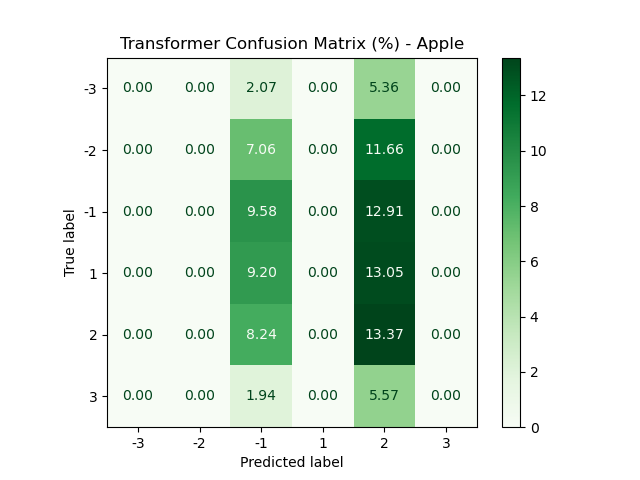 Transformer Confusion Matrix (%) - Apple
-3 0.00 0.00 2.07 0.00 5.36 0.00
-2 0.00 0.00 7.06 0.00 11.66 0.00
-1 0.00 0.00 9.58 0.00 12.91 0.00
1 0.00 0.00 9.20 0.00 13.05 0.00
2 0.00 0.00 8.24 0.00 13.37 0.00
3 0.00 0.00 1.94 0.00 5.57 0.00
-3 -2 -1 1 2 3
Predicted label
True label
12
10
8
6
4
2
0